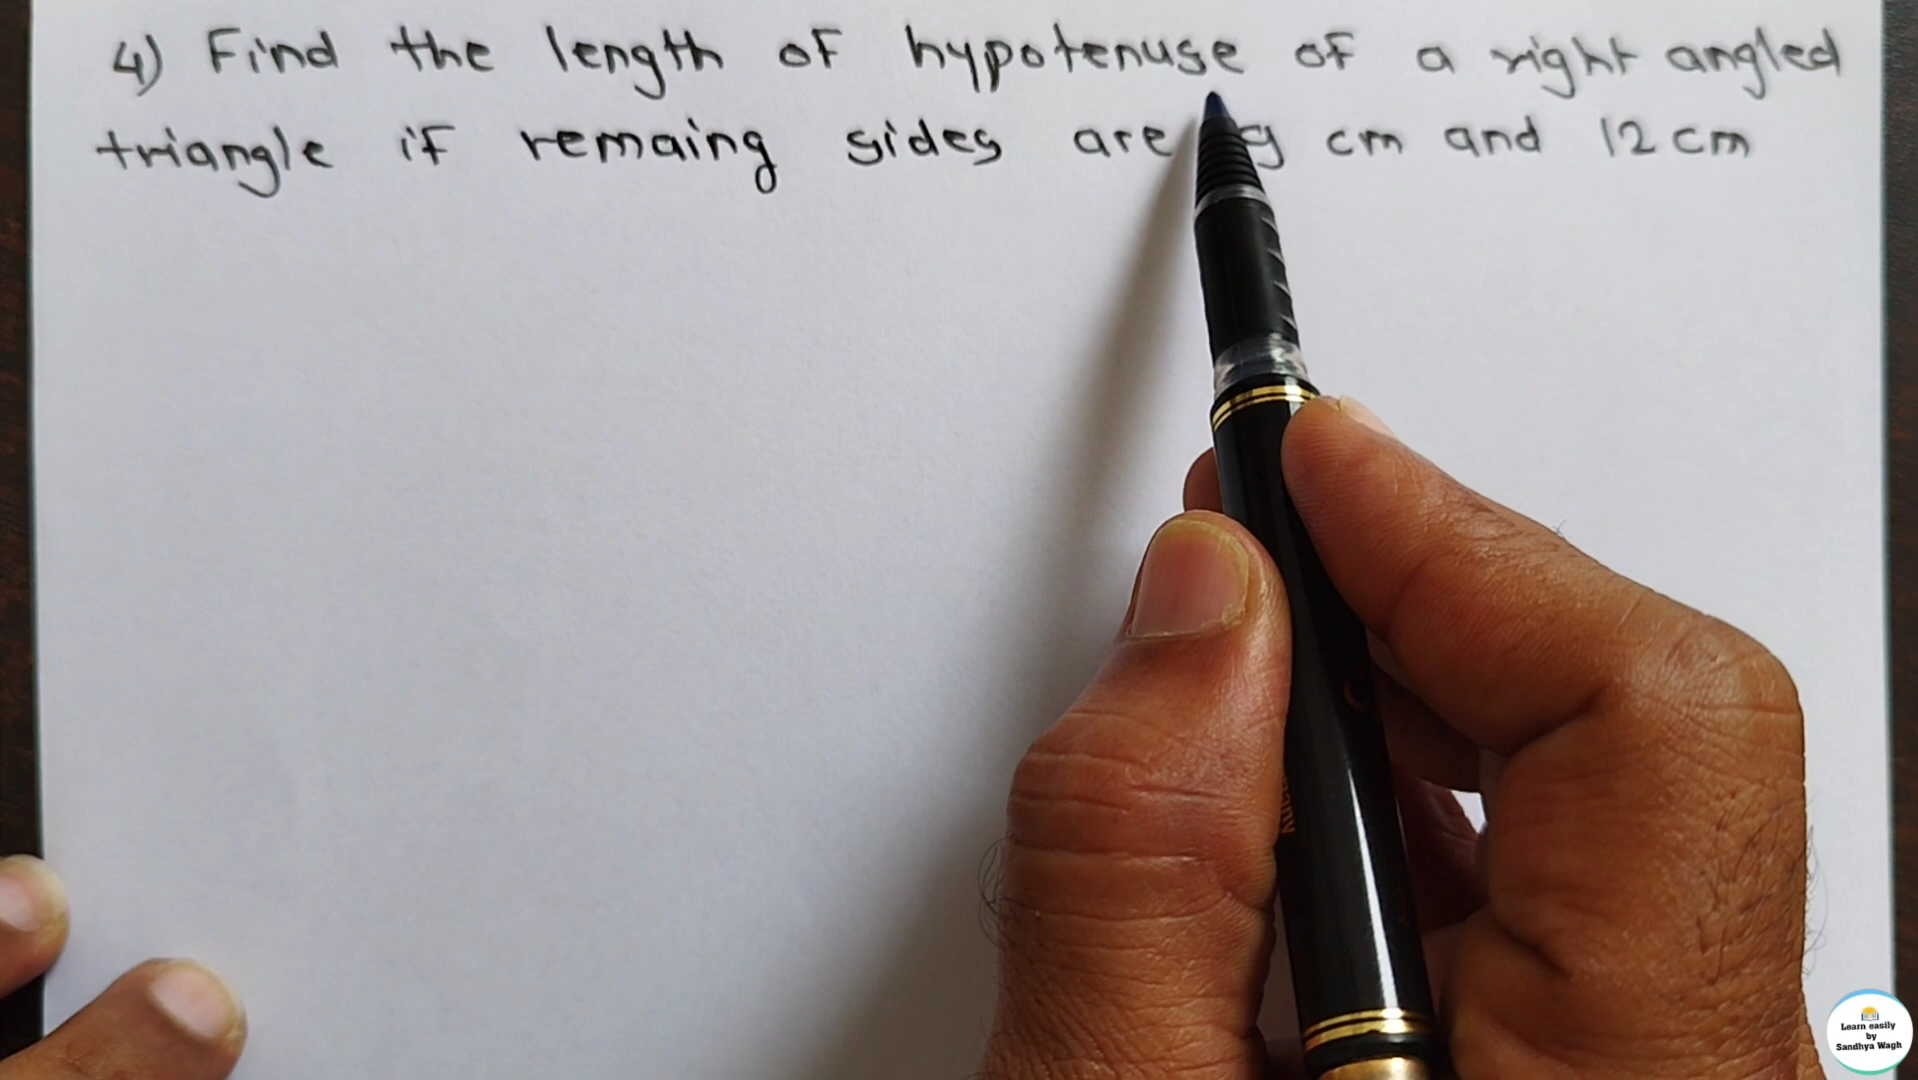 4) Find the length of hypotenuse of a right angled
triangle if remaing sides are 9 cm and 12 cm
Learn easily
by
Sandhya Wagh